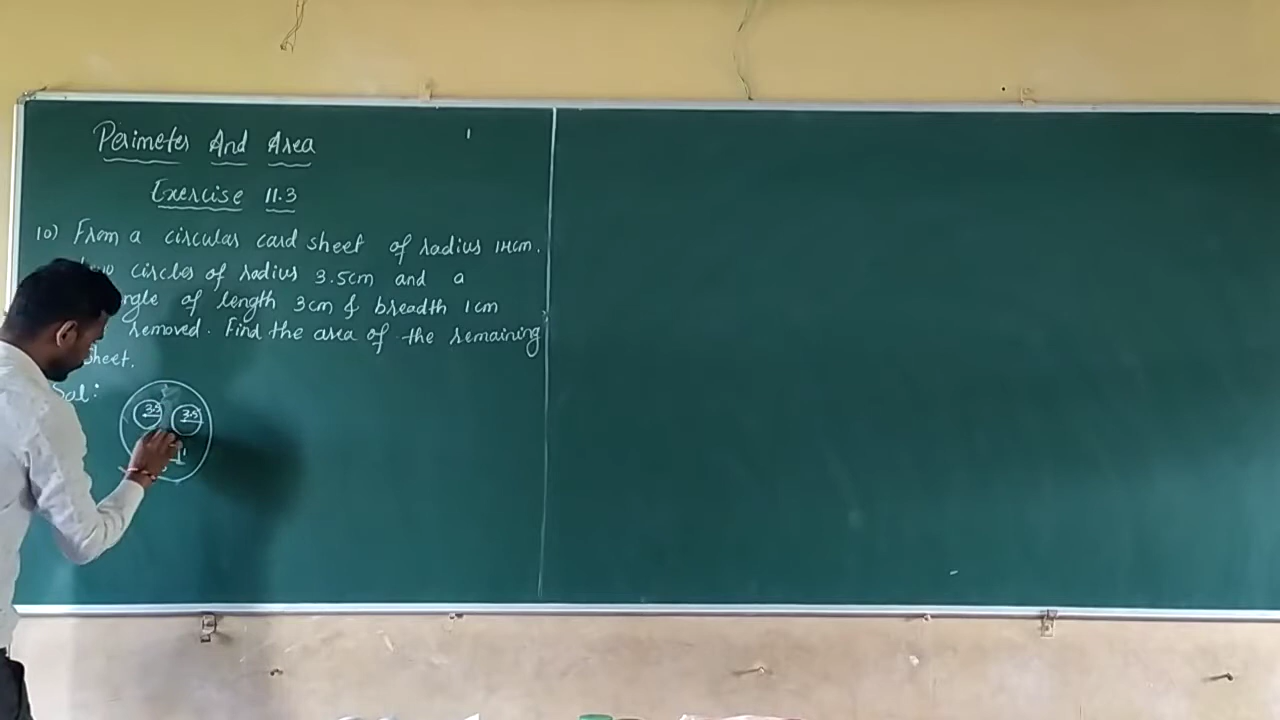 Perimeter And Area
Exercise 11.3
10) From a circular card sheet of radius 14cm.
two circles of radius 3.5cm and a
ngle of length 3cm & breadth 1cm
removed. Find the area of the remaining
sheet.
Sol:
3.5 3.5
1